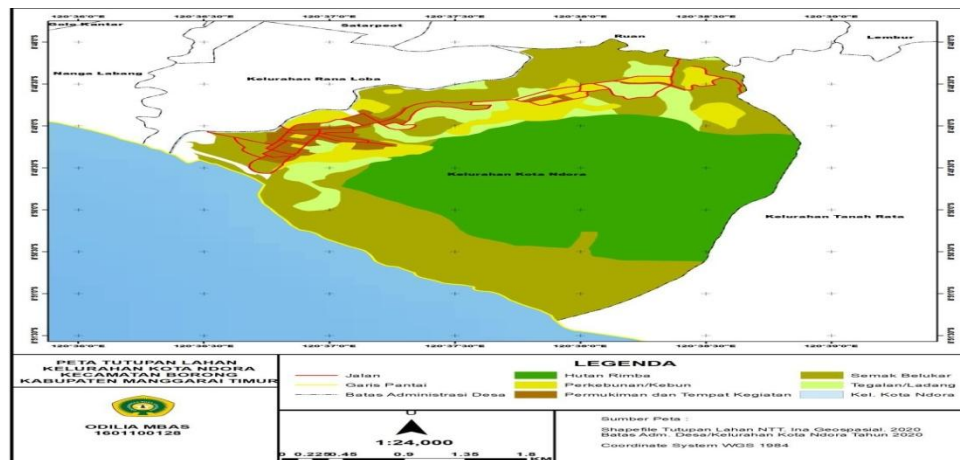 120°36'0"E 120°36'30"E 120°37'0"E 120°37'30"E 120°38'0"E 120°38'30"E 120°39'0"E
Golo Kantar
Satarpeot
Ruan
Lembur
Nanga Labang
Kelurahan Rana Loba
Kelurahan Kota Ndora
Kelurahan Tanah Rata
120°36'0"E 120°36'30"E 120°37'0"E 120°37'30"E 120°38'0"E 120°38'30"E 120°39'0"E
PETA TUTUPAN LAHAN
KELURAHAN KOTA NDORA
KECAMATAN BORONG
KABUPATEN MANGGARAI TIMUR
ODILIA MBAS
1601100128
LEGENDA
Jalan
Garis Pantai
Batas Administrasi Desa
Hutan Rimba
Perkebunan/Kebun
Permukiman dan Tempat Kegiatan
Semak Belukar
Tegalan/Ladang
Kel. Kota Ndora
U
1:24,000
0 0.225 0.45 0.9 1.35 1.8
KM
Sumber Peta :
Shapefile Tutupan Lahan NTT, Ina Geospasial, 2020
Batas Adm. Desa/Kelurahan Kota Ndora Tahun 2020
Coordinate System WGS 1984